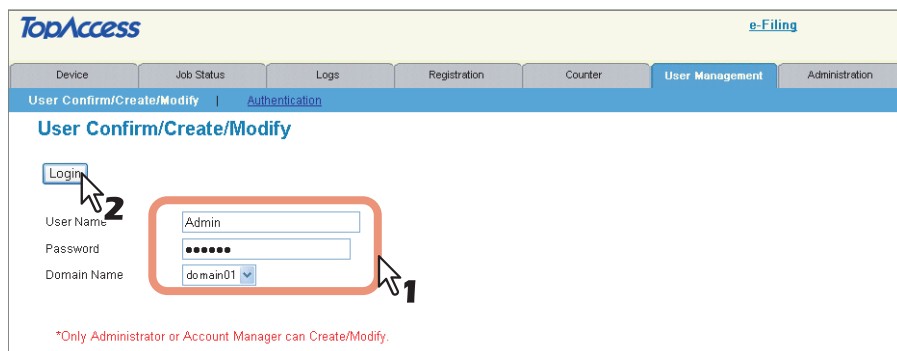 TopAccess
e-Filing
Device Job Status Logs Registration Counter User Management Administration
User Confirm/Create/Modify | Authentication
User Confirm/Create/Modify
Login
2
User Name Admin
Password ●●●●●●
Domain Name domain01
1
*Only Administrator or Account Manager can Create/Modify.